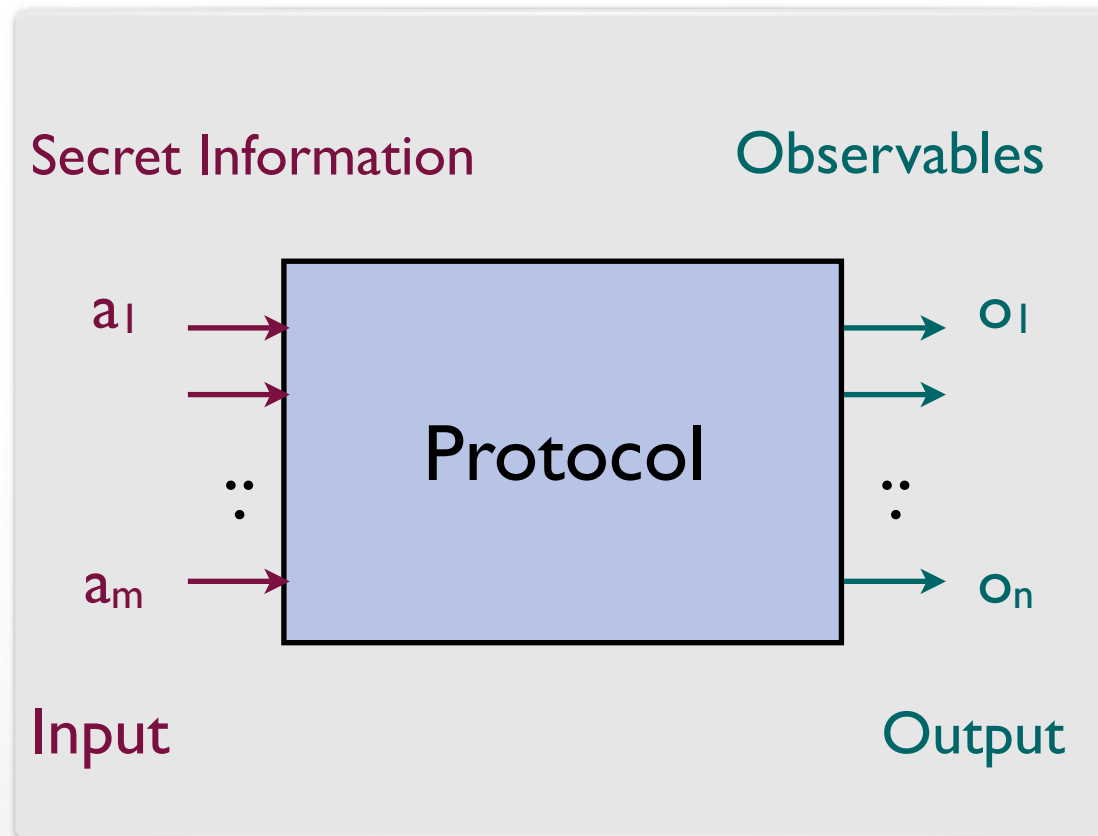 Secret Information Observables
a1 o1
Protocol
am on
Input Output